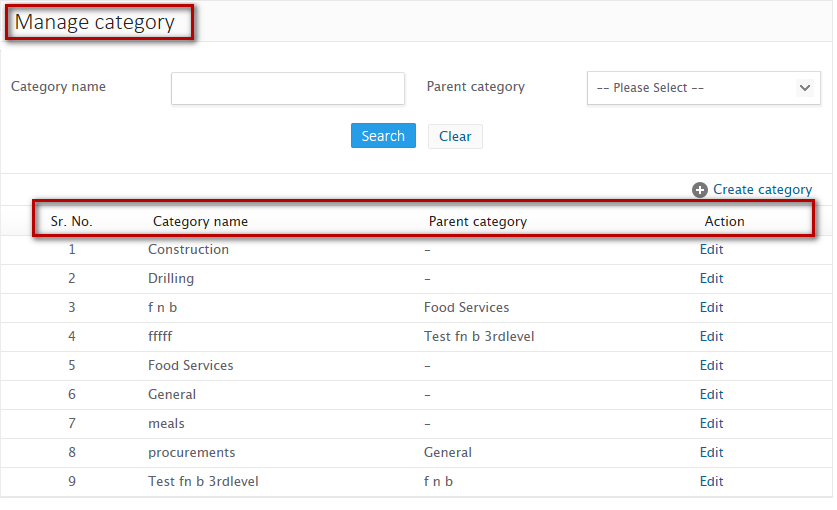 Manage category
Category name Parent category -- Please Select --
Search Clear
Create category
Sr. No. Category name Parent category Action
1 Construction – Edit
2 Drilling – Edit
3 f n b Food Services Edit
4 fffff Test fn b 3rdlevel Edit
5 Food Services – Edit
6 General – Edit
7 meals – Edit
8 procurements General Edit
9 Test fn b 3rdlevel f n b Edit